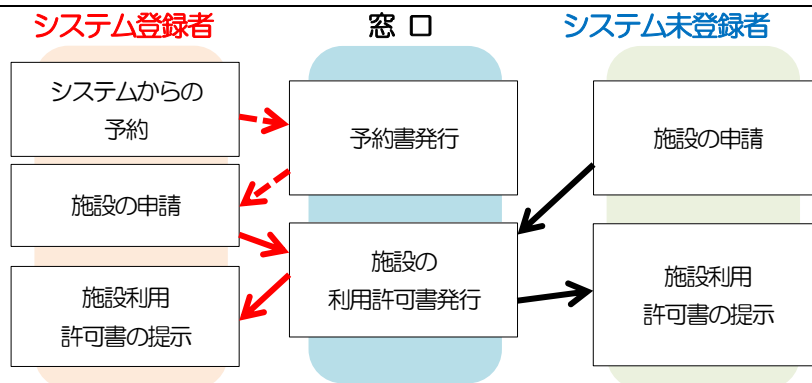 システム登録者
窓 口
システム未登録者
システムからの
予約
予約書発行
施設の申請
施設の申請
施設の
利用許可書発行
施設利用
許可書の提示
施設利用
許可書の提示